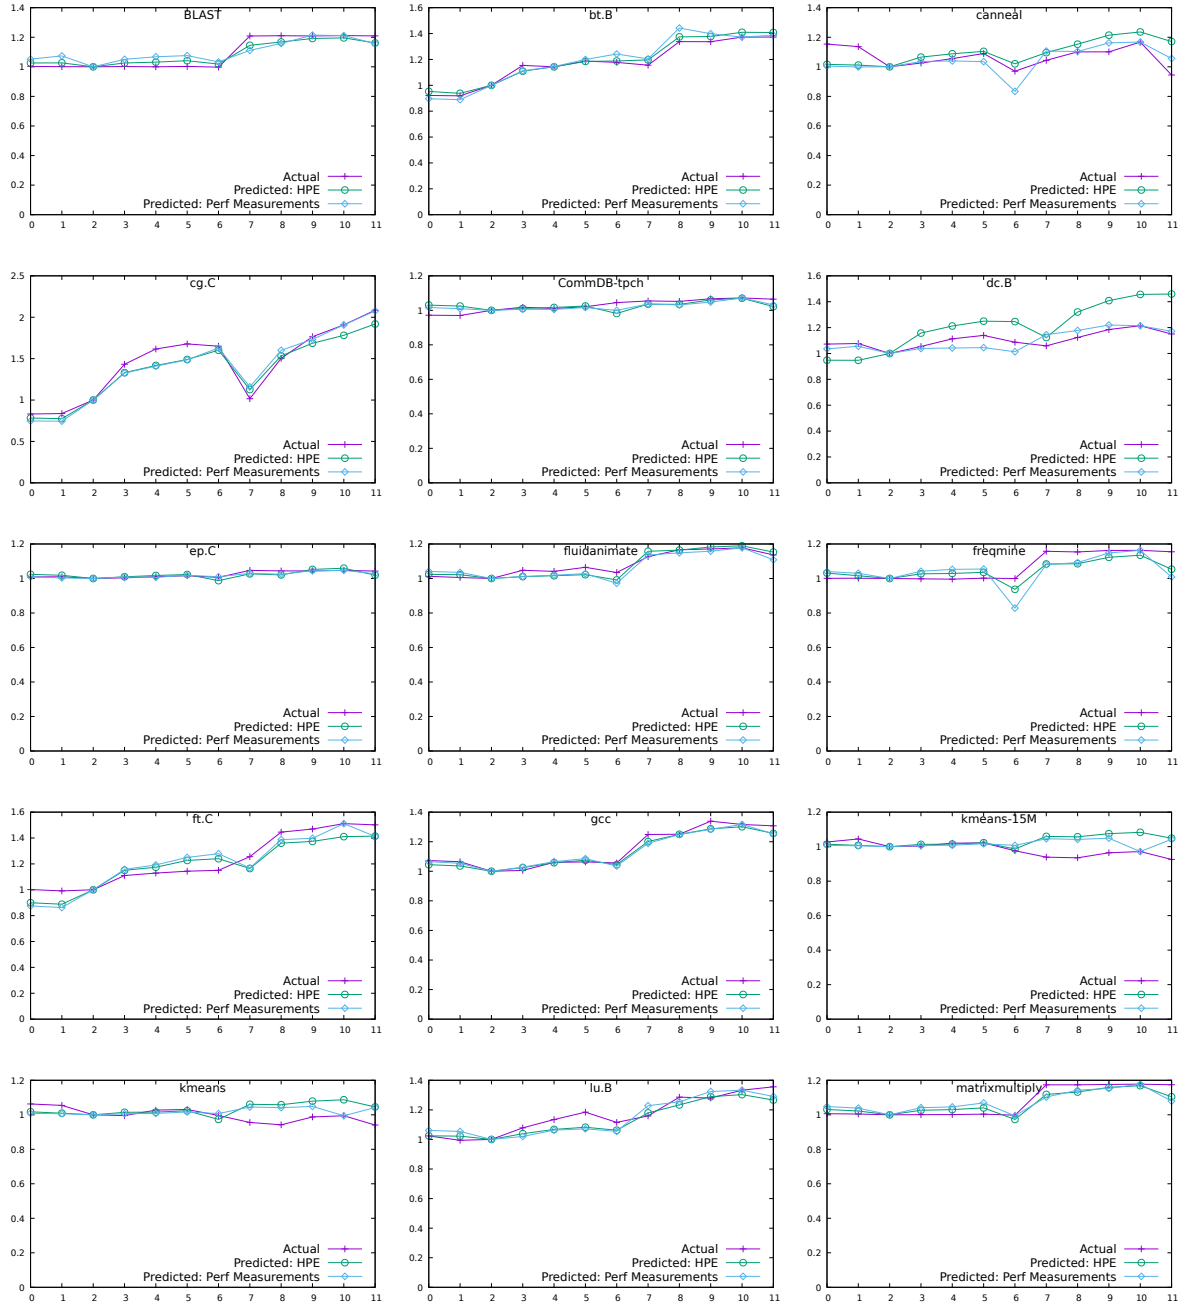 BLAST
1.4
1.2
1
0.8
0.6
0.4
0.2
0
Actual
Predicted: HPE
Predicted: Perf Measurements
0 1 2 3 4 5 6 7 8 9 10 11
bt.B
1.6
1.4
1.2
1
0.8
0.6
0.4
0.2
0
Actual
Predicted: HPE
Predicted: Perf Measurements
0 1 2 3 4 5 6 7 8 9 10 11
canneal
1.4
1.2
1
0.8
0.6
0.4
0.2
0
Actual
Predicted: HPE
Predicted: Perf Measurements
0 1 2 3 4 5 6 7 8 9 10 11
cg.C
2.5
2
1.5
1
0.5
0
Actual
Predicted: HPE
Predicted: Perf Measurements
0 1 2 3 4 5 6 7 8 9 10 11
CommDB-tpch
1.2
1
0.8
0.6
0.4
0.2
0
Actual
Predicted: HPE
Predicted: Perf Measurements
0 1 2 3 4 5 6 7 8 9 10 11
dc.B
1.6
1.4
1.2
1
0.8
0.6
0.4
0.2
0
Actual
Predicted: HPE
Predicted: Perf Measurements
0 1 2 3 4 5 6 7 8 9 10 11
ep.C
1.2
1
0.8
0.6
0.4
0.2
0
Actual
Predicted: HPE
Predicted: Perf Measurements
0 1 2 3 4 5 6 7 8 9 10 11
fluidanimate
1.2
1
0.8
0.6
0.4
0.2
0
Actual
Predicted: HPE
Predicted: Perf Measurements
0 1 2 3 4 5 6 7 8 9 10 11
freqmine
1.2
1
0.8
0.6
0.4
0.2
0
Actual
Predicted: HPE
Predicted: Perf Measurements
0 1 2 3 4 5 6 7 8 9 10 11
ft.C
1.6
1.4
1.2
1
0.8
0.6
0.4
0.2
0
Actual
Predicted: HPE
Predicted: Perf Measurements
0 1 2 3 4 5 6 7 8 9 10 11
gcc
1.4
1.2
1
0.8
0.6
0.4
0.2
0
Actual
Predicted: HPE
Predicted: Perf Measurements
0 1 2 3 4 5 6 7 8 9 10 11
kmeans-15M
1.2
1
0.8
0.6
0.4
0.2
0
Actual
Predicted: HPE
Predicted: Perf Measurements
0 1 2 3 4 5 6 7 8 9 10 11
kmeans
1.2
1
0.8
0.6
0.4
0.2
0
Actual
Predicted: HPE
Predicted: Perf Measurements
0 1 2 3 4 5 6 7 8 9 10 11
lu.B
1.4
1.2
1
0.8
0.6
0.4
0.2
0
Actual
Predicted: HPE
Predicted: Perf Measurements
0 1 2 3 4 5 6 7 8 9 10 11
matrixmultiply
1.2
1
0.8
0.6
0.4
0.2
0
Actual
Predicted: HPE
Predicted: Perf Measurements
0 1 2 3 4 5 6 7 8 9 10 11